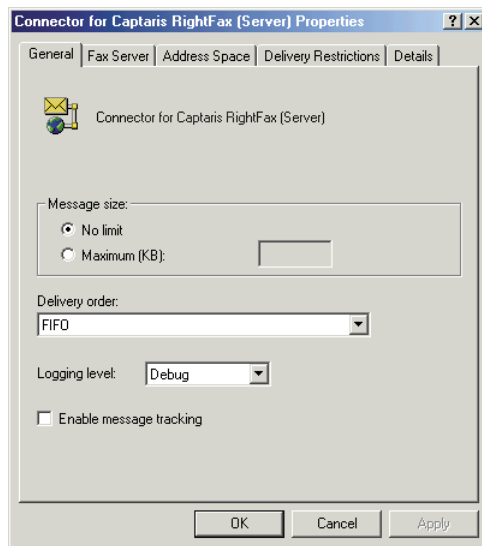 Connector for Captaris RightFax (Server) Properties ? X
General Fax Server Address Space Delivery Restrictions Details
Connector for Captaris RightFax (Server)
Message size:
No limit
Maximum (KB):
Delivery order:
FIFO
Logging level: Debug
Enable message tracking
OK Cancel Apply